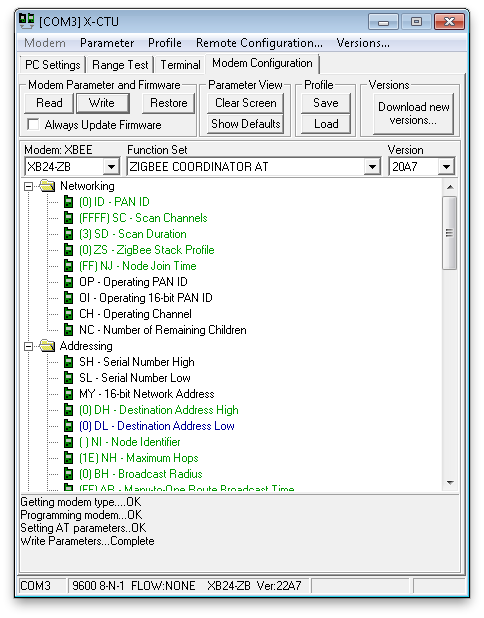 [COM3] X-CTU
Modem Parameter Profile Remote Configuration... Versions...
PC Settings Range Test Terminal Modem Configuration
Modem Parameter and Firmware Parameter View Profile Versions
Read Write Restore Clear Screen Save Download new versions...
Always Update Firmware Show Defaults Load
Modem: XBEE Function Set Version
XB24-ZB ZIGBEE COORDINATOR AT 20A7
Networking
(0) ID - PAN ID
(FFFF) SC - Scan Channels
(3) SD - Scan Duration
(0) ZS - ZigBee Stack Profile
(FF) NJ - Node Join Time
OP - Operating PAN ID
OI - Operating 16-bit PAN ID
CH - Operating Channel
NC - Number of Remaining Children
Addressing
SH - Serial Number High
SL - Serial Number Low
MY - 16-bit Network Address
(0) DH - Destination Address High
(0) DL - Destination Address Low
( ) NI - Node Identifier
(1E) NH - Maximum Hops
(0) BH - Broadcast Radius
(FF) AR - Many-to-One Route Broadcast Time
Getting modem type....OK
Programming modem...OK
Setting AT parameters..OK
Write Parameters...Complete
COM3 9600 8-N-1 FLOW:NONE XB24-ZB Ver:22A7